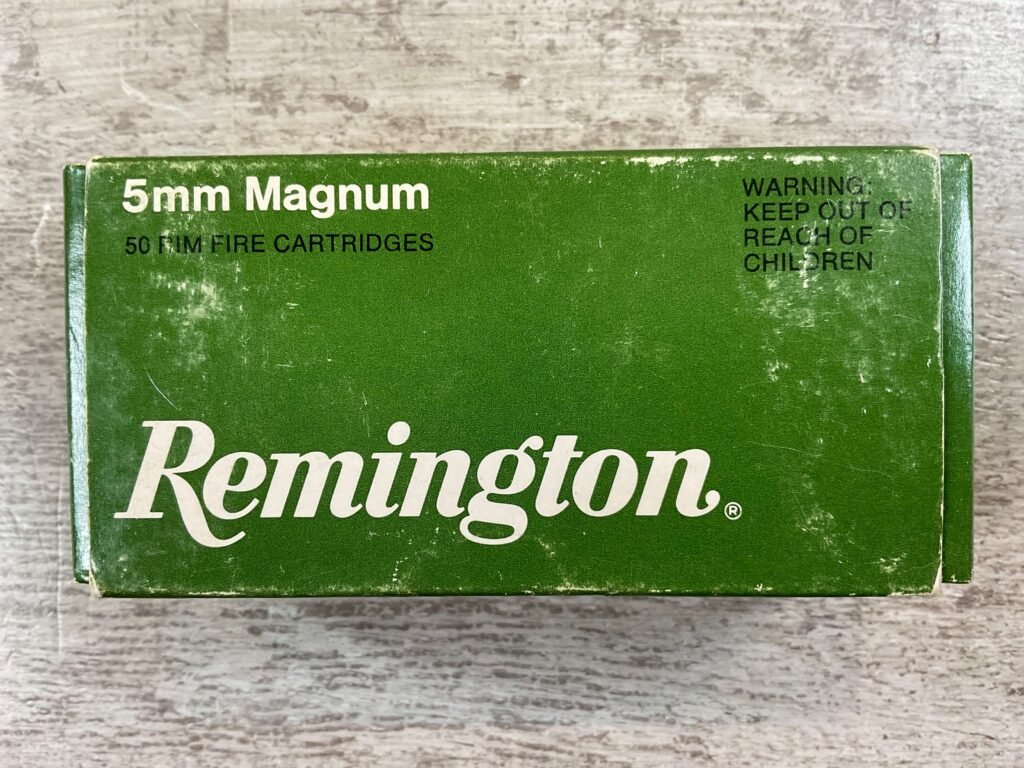 5mm Magnum
50 RIM FIRE CARTRIDGES
WARNING:
KEEP OUT OF
REACH OF
CHILDREN
Remington®